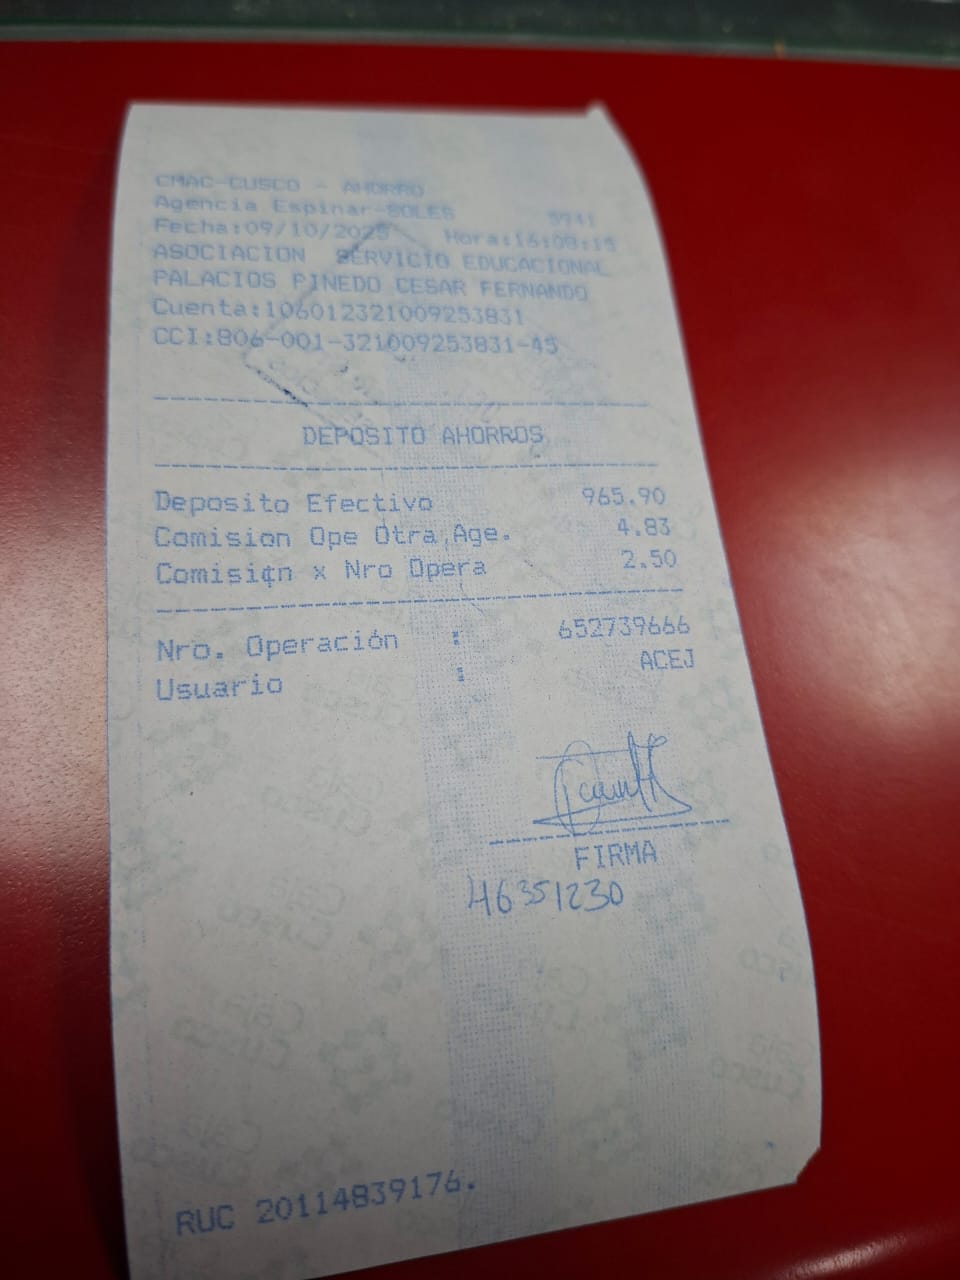 CMAC-CUSCO - AHORRO
Agencia Espinar-SOLES 5941
Fecha:09/10/2025 Hora:16:09:15
ASOCIACION SERVICIO EDUCACIONAL
PALACIOS PINEDO CESAR FERNANDO
Cuenta:106012321009253831
CCI:806-001-321009253831-45
DEPOSITO AHORROS
Deposito Efectivo 965.90
Comision Ope Otra Age. 4.83
Comisión x Nro Opera 2.50
Nro. Operación : 652739666
Usuario : ACEJ
FIRMA
46351230
RUC 20114839176.